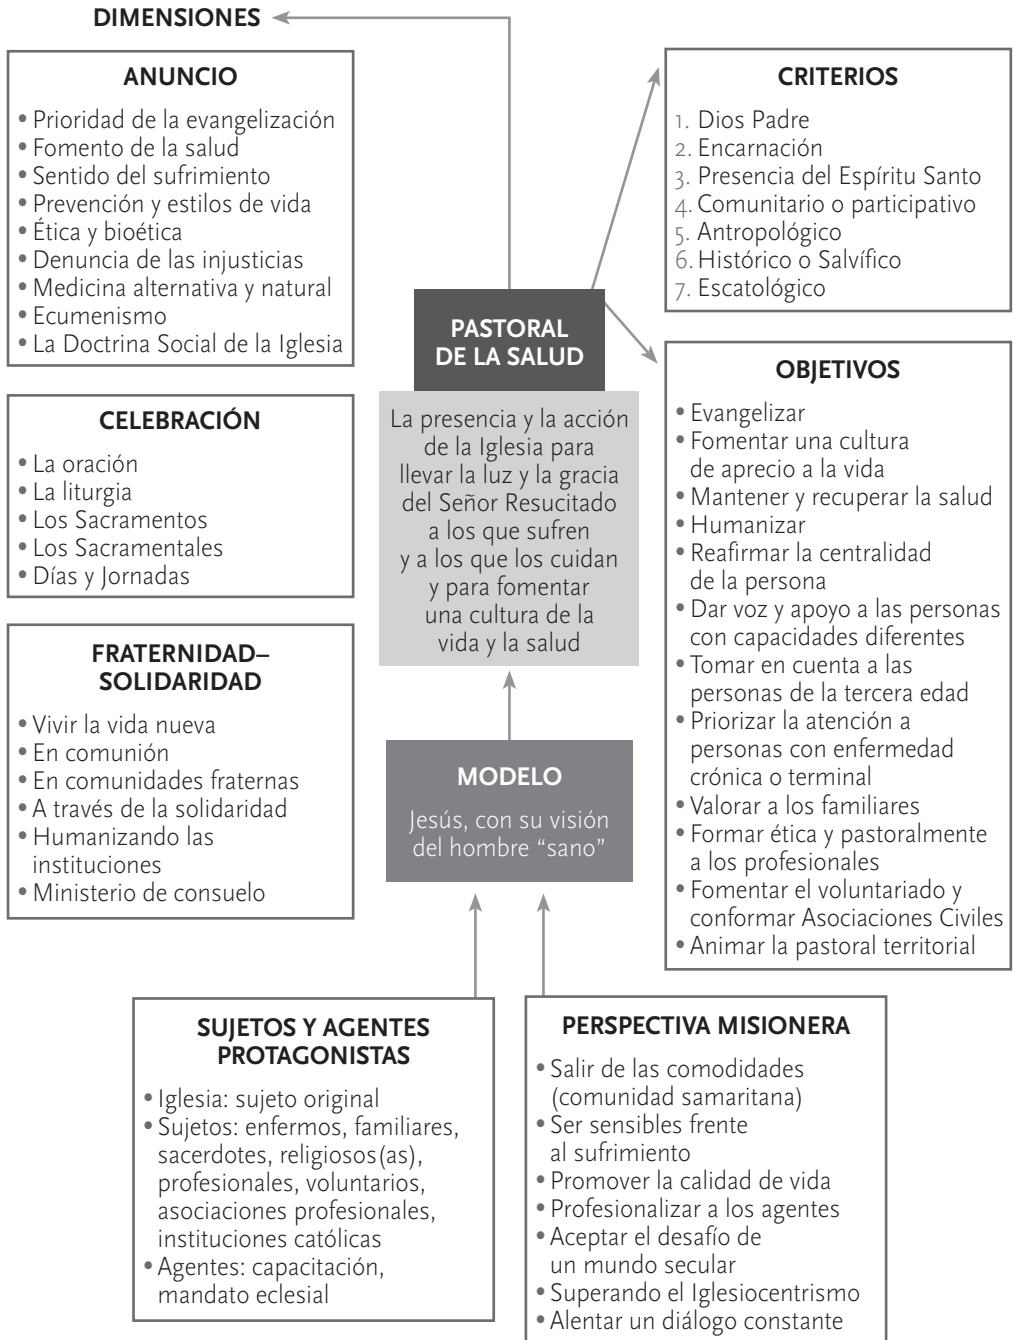 DIMENSIONES
ANUNCIO
• Prioridad de la evangelización
• Fomento de la salud
• Sentido del sufrimiento
• Prevención y estilos de vida
• Ética y bioética
• Denuncia de las injusticias
• Medicina alternativa y natural
• Ecumenismo
• La Doctrina Social de la Iglesia
CELEBRACIÓN
• La oración
• La liturgia
• Los Sacramentos
• Los Sacramentales
• Días y Jornadas
FRATERNIDAD–
SOLIDARIDAD
• Vivir la vida nueva
• En comunión
• En comunidades fraternas
• A través de la solidaridad
• Humanizando las
instituciones
• Ministerio de consuelo
PASTORAL
DE LA SALUD
La presencia y la acción
de la Iglesia para
llevar la luz y la gracia
del Señor Resucitado
a los que sufren
y a los que los cuidan
y para fomentar
una cultura de la
vida y la salud
MODELO
Jesús, con su visión
del hombre “sano”
CRITERIOS
1. Dios Padre
2. Encarnación
3. Presencia del Espíritu Santo
4. Comunitario o participativo
5. Antropológico
6. Histórico o Salvífico
7. Escatológico
OBJETIVOS
• Evangelizar
• Fomentar una cultura
de aprecio a la vida
• Mantener y recuperar la salud
• Humanizar
• Reafirmar la centralidad
de la persona
• Dar voz y apoyo a las personas
con capacidades diferentes
• Tomar en cuenta a las
personas de la tercera edad
• Priorizar la atención a
personas con enfermedad
crónica o terminal
• Valorar a los familiares
• Formar ética y pastoralmente
a los profesionales
• Fomentar el voluntariado y
conformar Asociaciones Civiles
• Animar la pastoral territorial
SUJETOS Y AGENTES
PROTAGONISTAS
• Iglesia: sujeto original
• Sujetos: enfermos, familiares,
sacerdotes, religiosos(as),
profesionales, voluntarios,
asociaciones profesionales,
instituciones católicas
• Agentes: capacitación,
mandato eclesial
PERSPECTIVA MISIONERA
• Salir de las comodidades
(comunidad samaritana)
• Ser sensibles frente
al sufrimiento
• Promover la calidad de vida
• Profesionalizar a los agentes
• Aceptar el desafío de
un mundo secular
• Superando el Iglesiocentrismo
• Alentar un diálogo constante